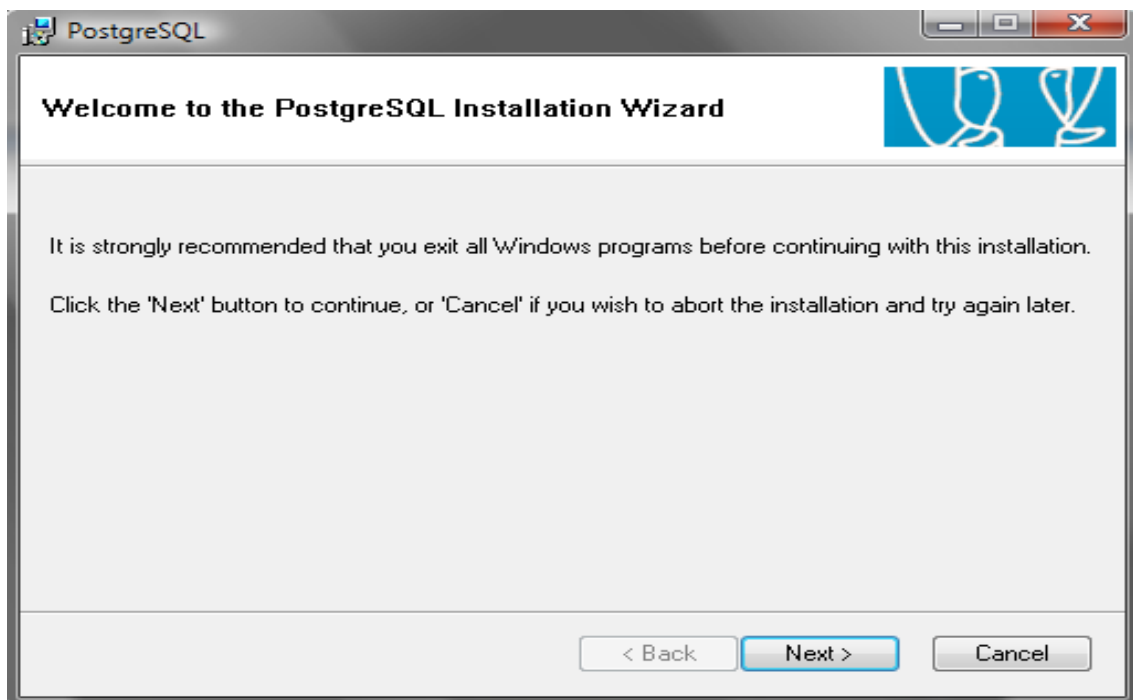 PostgreSQL
Welcome to the PostgreSQL Installation Wizard
It is strongly recommended that you exit all Windows programs before continuing with this installation.
Click the 'Next' button to continue, or 'Cancel' if you wish to abort the installation and try again later.
< Back
Next >
Cancel